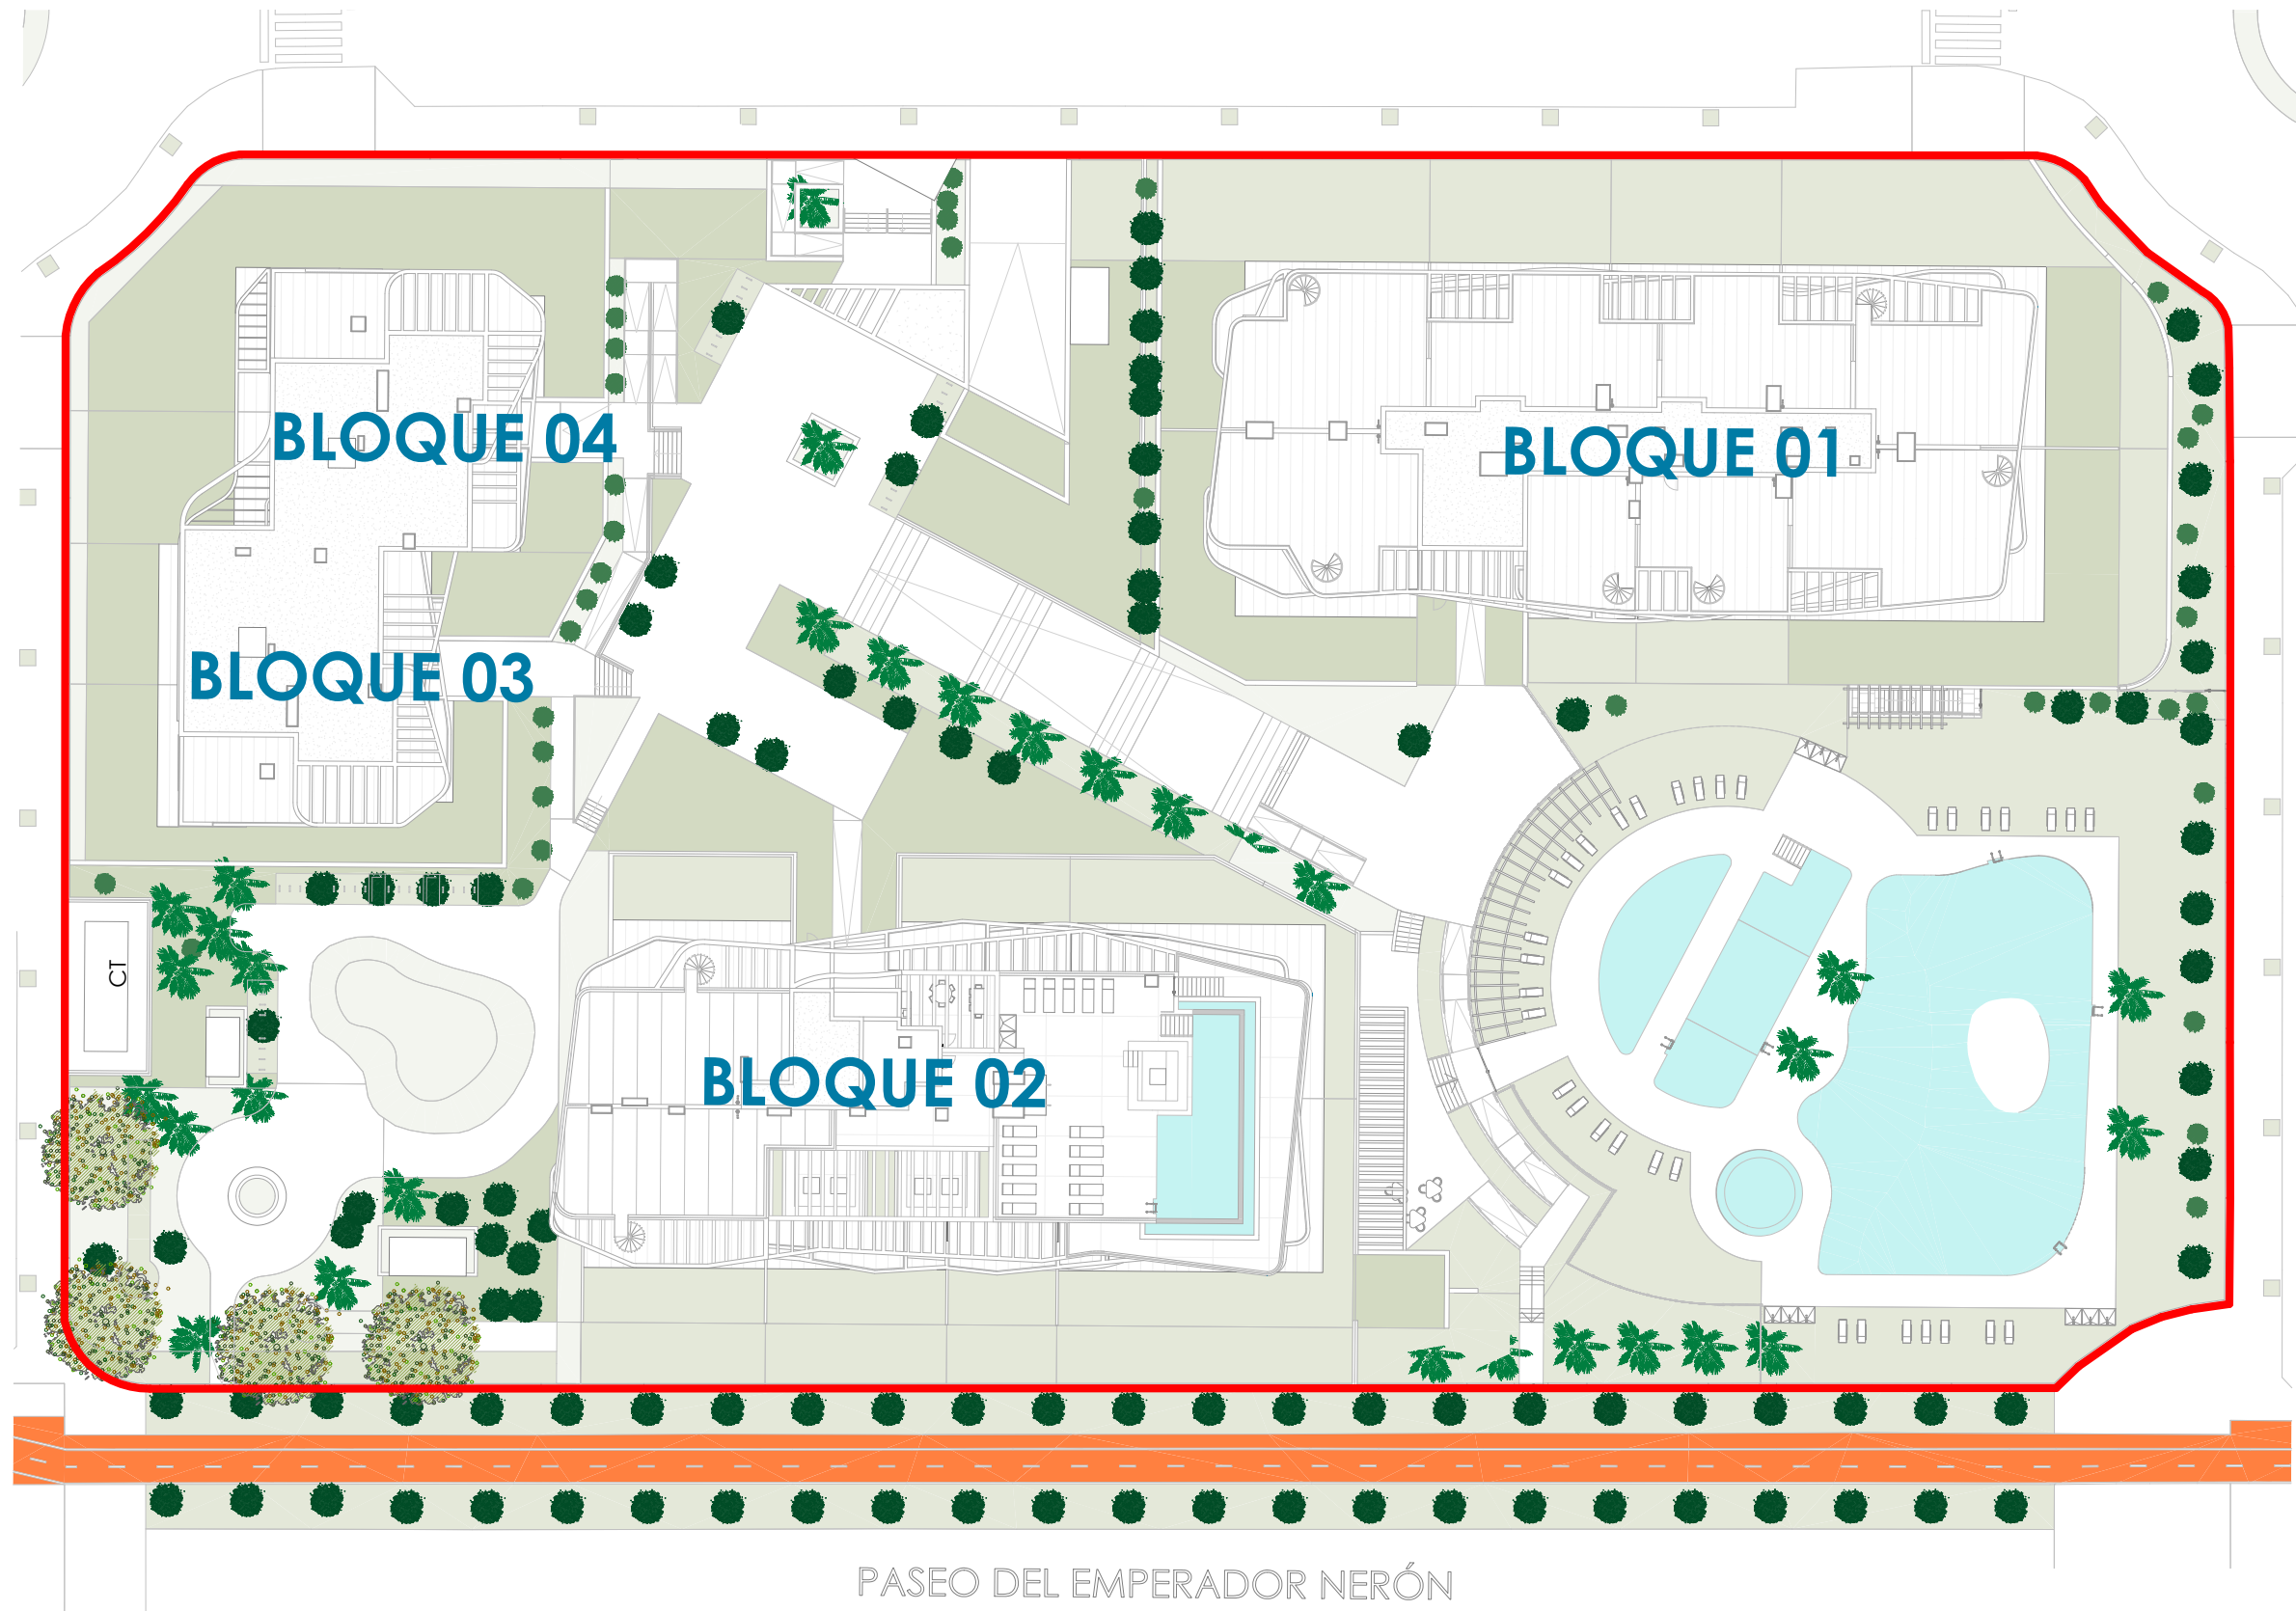 BLOQUE 04
BLOQUE 01
BLOQUE 03
CT
BLOQUE 02
PASEO DEL EMPERADOR NERÓN